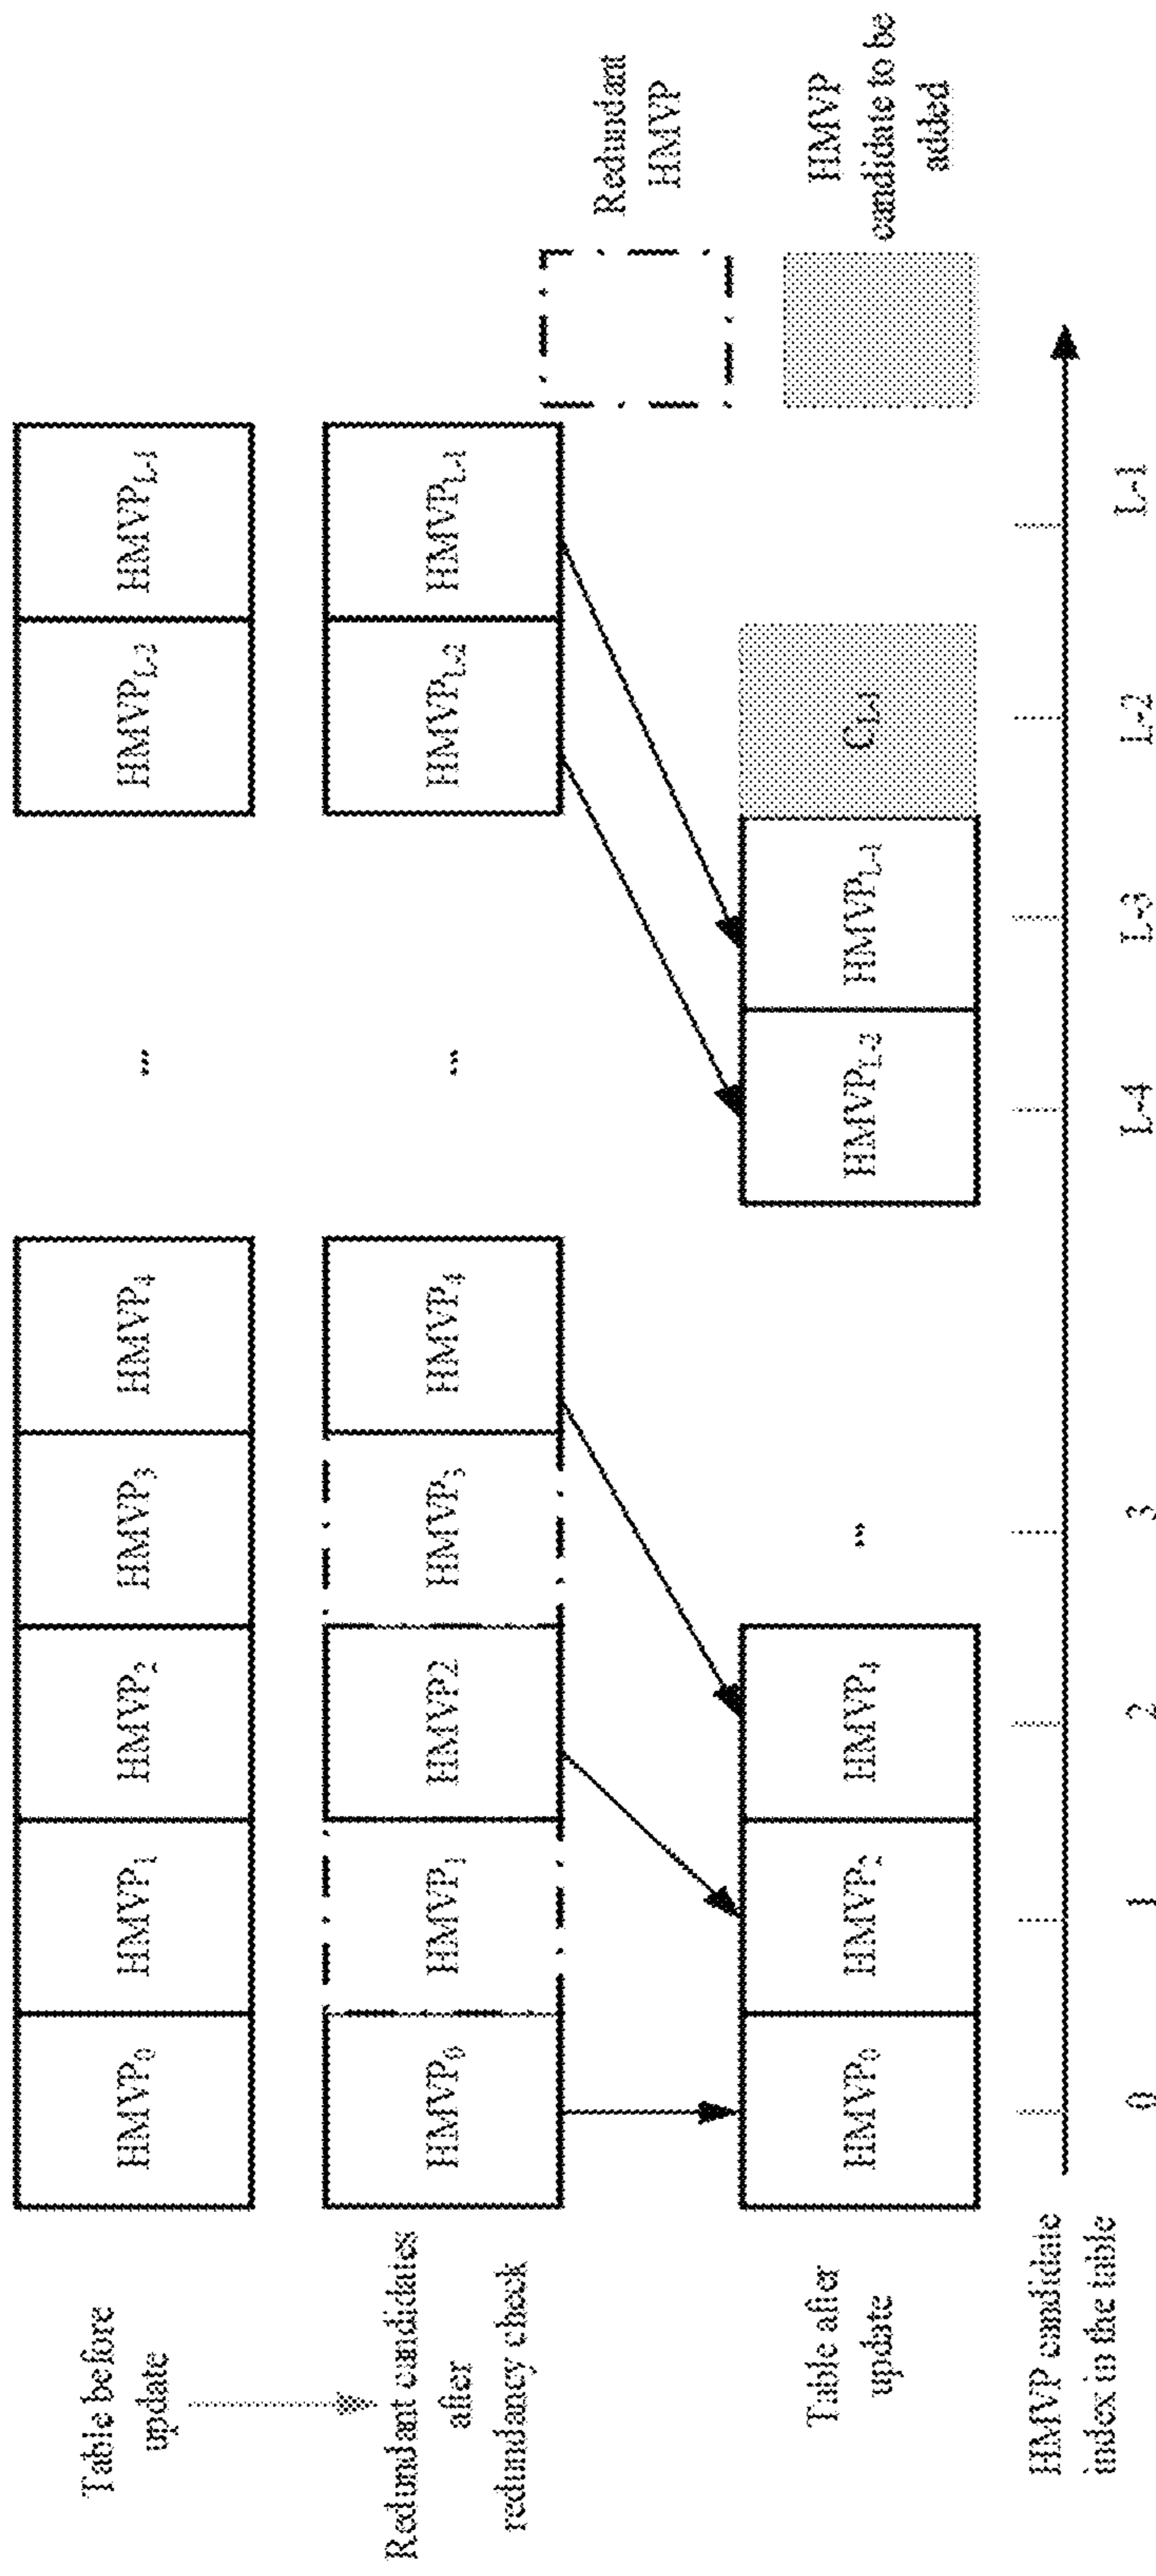 Table before
update
HMVP0
HMVP1
HMVP2
HMVP3
HMVP4
...
HMVPL-2
HMVPL-1
Redundant candidates
after
redundancy check
HMVP0
HMVP1
HMVP2
HMVP3
HMVP4
...
HMVPL-2
HMVPL-1
Redundant
HMVP
Table after
update
HMVP0
HMVP2
HMVP4
...
HMVPL-2
HMVPL-1
CL-1
HMVP
candidate to be
added
HMVP candidate
index in the table
0
1
2
3
L-4
L-3
L-2
L-1